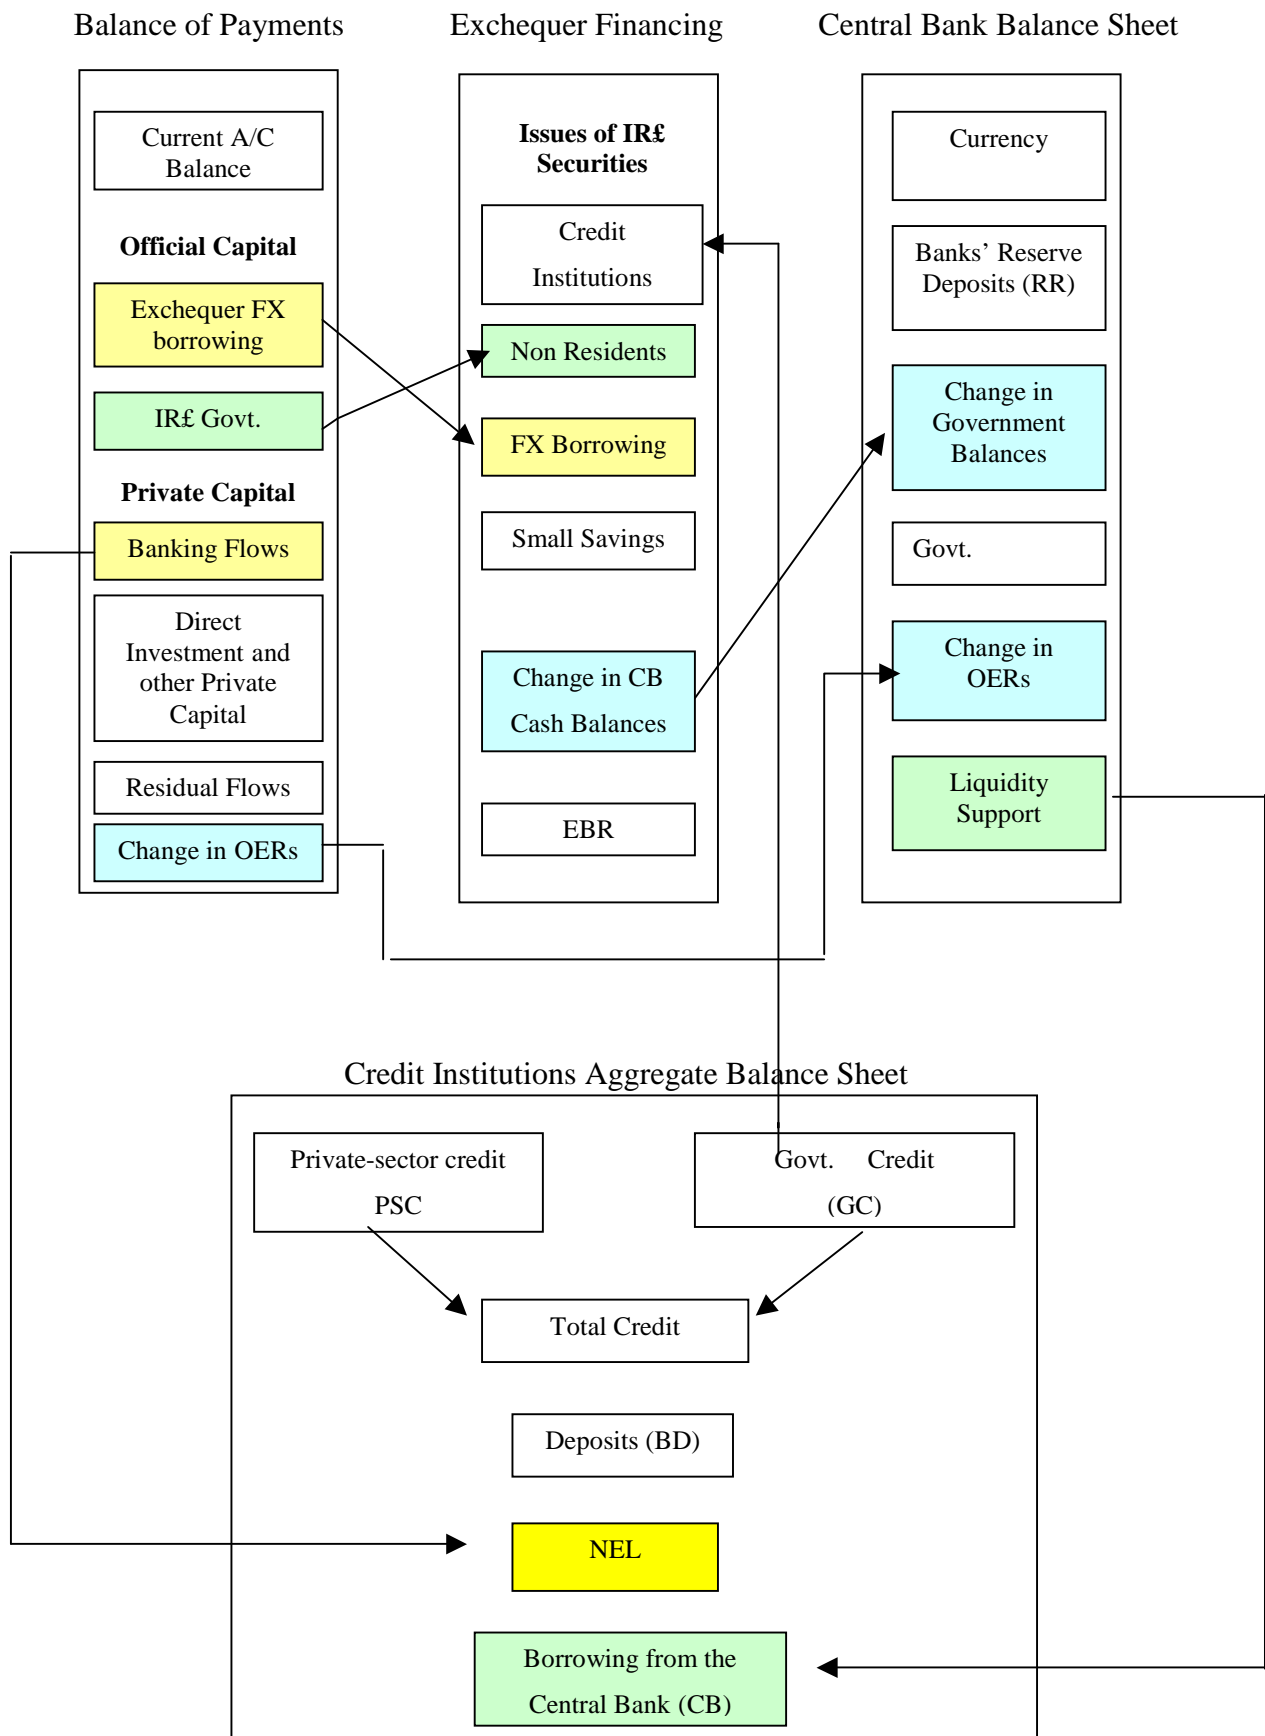 Balance of Payments
Current A/C
Balance
Official Capital
Exchequer FX
borrowing
IR£ Govt.
Private Capital
Banking Flows
Direct
Investment and
other Private
Capital
Residual Flows
Change in OERs
Exchequer Financing
Issues of IR£
Securities
Credit
Institutions
Non Residents
FX Borrowing
Small Savings
Change in CB
Cash Balances
EBR
Central Bank Balance Sheet
Currency
Banks’ Reserve
Deposits (RR)
Change in
Government
Balances
Govt.
Change in
OERs
Liquidity
Support
Credit Institutions Aggregate Balance Sheet
Private-sector credit
PSC
Govt. Credit
(GC)
Total Credit
Deposits (BD)
NEL
Borrowing from the
Central Bank (CB)